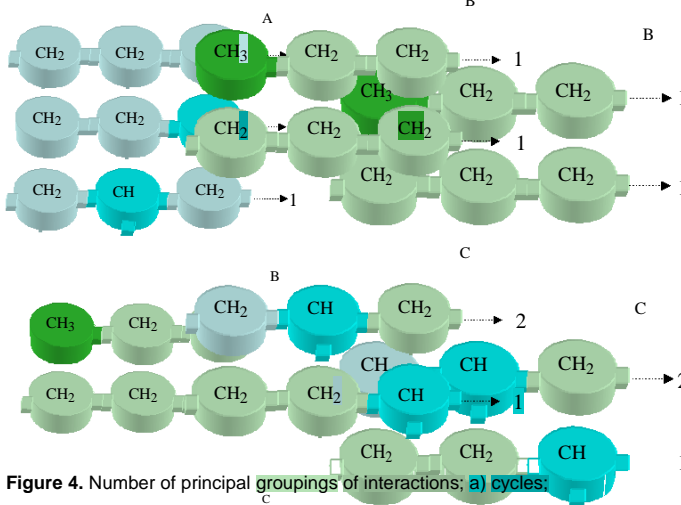 B
A
B
CH2 CH2 CH3 CH2 CH2 1
CH3 CH2 CH2
CH2 CH2 CH2 CH2 CH2 1
CH2 CH CH2 1 CH2 CH2 CH2
C
B
C
CH3 CH2 CH2 CH CH2 2
CH CH CH2 2
CH2 CH2 CH2 CH2 CH 1
CH2 CH2 CH
Figure 4. Number of principal groupings of interactions; a) cycles;
C